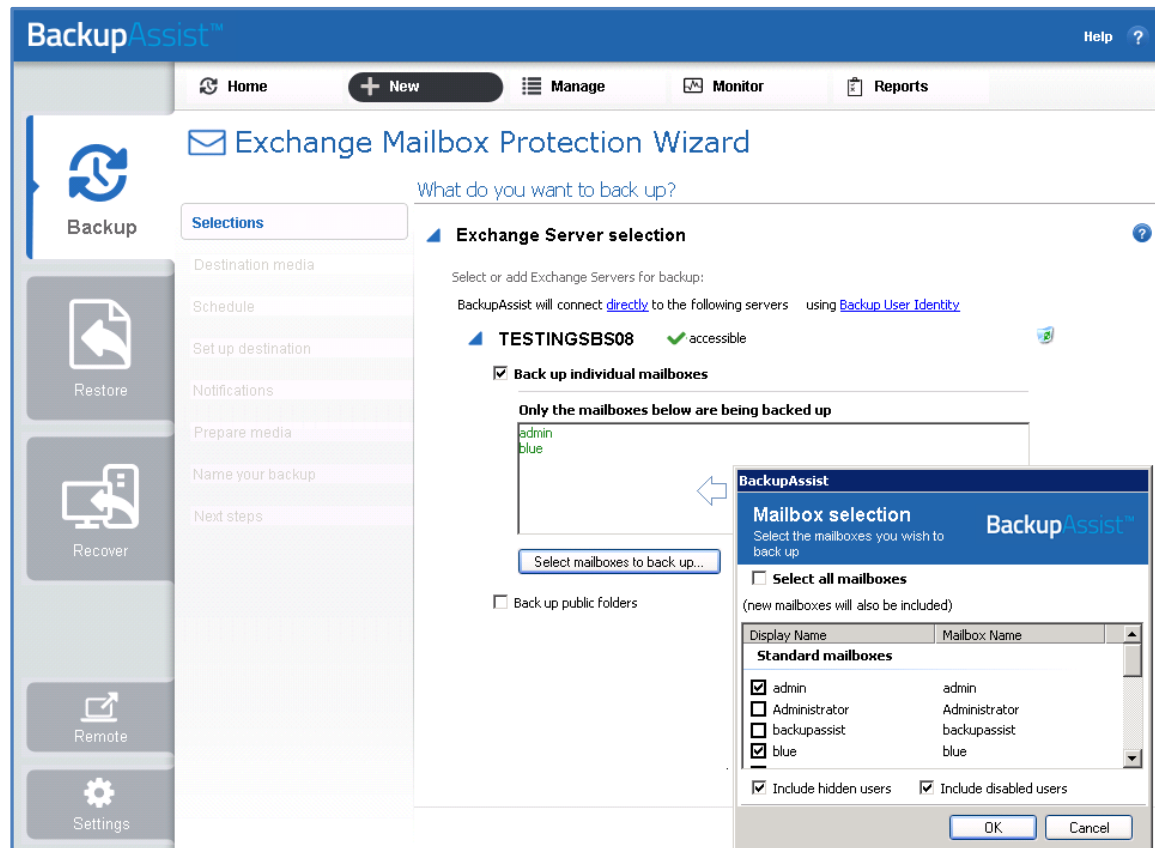 BackupAssist™
Help ?
Home
New
Manage
Monitor
Reports
Exchange Mailbox Protection Wizard
What do you want to back up?
Backup
Restore
Recover
Remote
Settings
Selections
Destination media
Schedule
Set up destination
Notifications
Prepare media
Name your backup
Next steps
Exchange Server selection
?
Select or add Exchange Servers for backup:
BackupAssist will connect directly to the following servers using Backup User Identity
TESTINGSBS08 accessible
Back up individual mailboxes
Only the mailboxes below are being backed up
admin
blue
Select mailboxes to back up...
Back up public folders
BackupAssist
Mailbox selection
Select the mailboxes you wish to
back up
BackupAssist™
Select all mailboxes
(new mailboxes will also be included)
Display Name Mailbox Name
Standard mailboxes
admin admin
Administrator Administrator
backupassist backupassist
blue blue
Include hidden users Include disabled users
OK Cancel